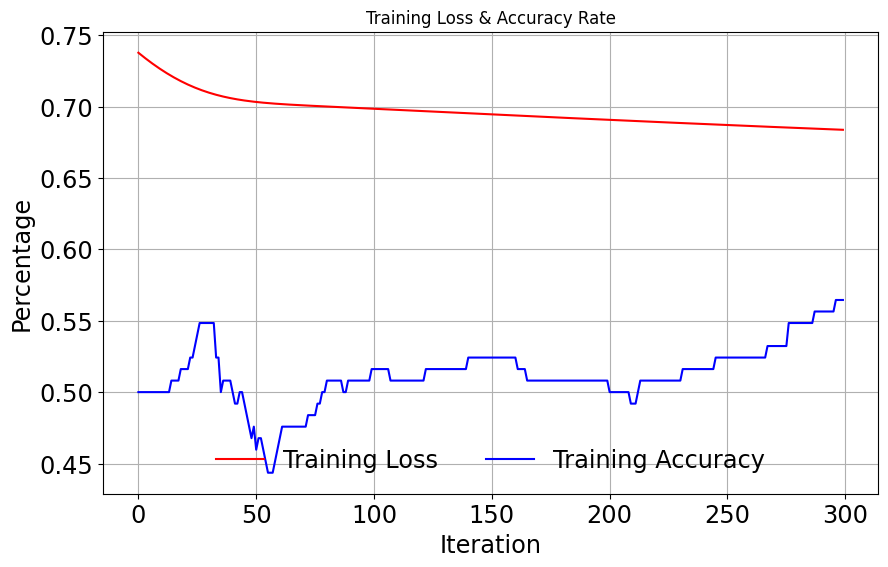 Training Loss & Accuracy Rate
0.75
0.70
0.65
0.60
0.55
0.50
0.45
Percentage
Training Loss
Training Accuracy
0 50 100 150 200 250 300
Iteration